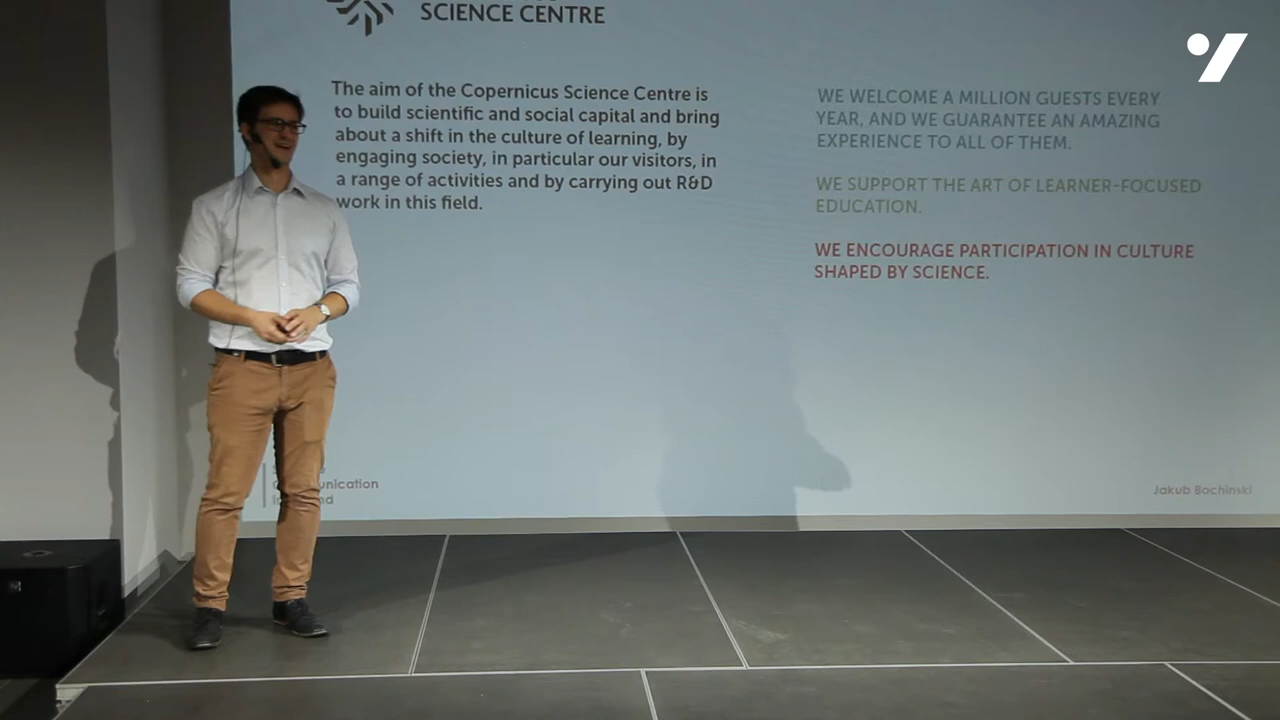 SCIENCE CENTRE
The aim of the Copernicus Science Centre is
to build scientific and social capital and bring
about a shift in the culture of learning, by
engaging society, in particular our visitors, in
a range of activities and by carrying out R&D
work in this field.
WE WELCOME A MILLION GUESTS EVERY
YEAR, AND WE GUARANTEE AN AMAZING
EXPERIENCE TO ALL OF THEM.
WE SUPPORT THE ART OF LEARNER-FOCUSED
EDUCATION.
WE ENCOURAGE PARTICIPATION IN CULTURE
SHAPED BY SCIENCE.
Jakub Bochinski